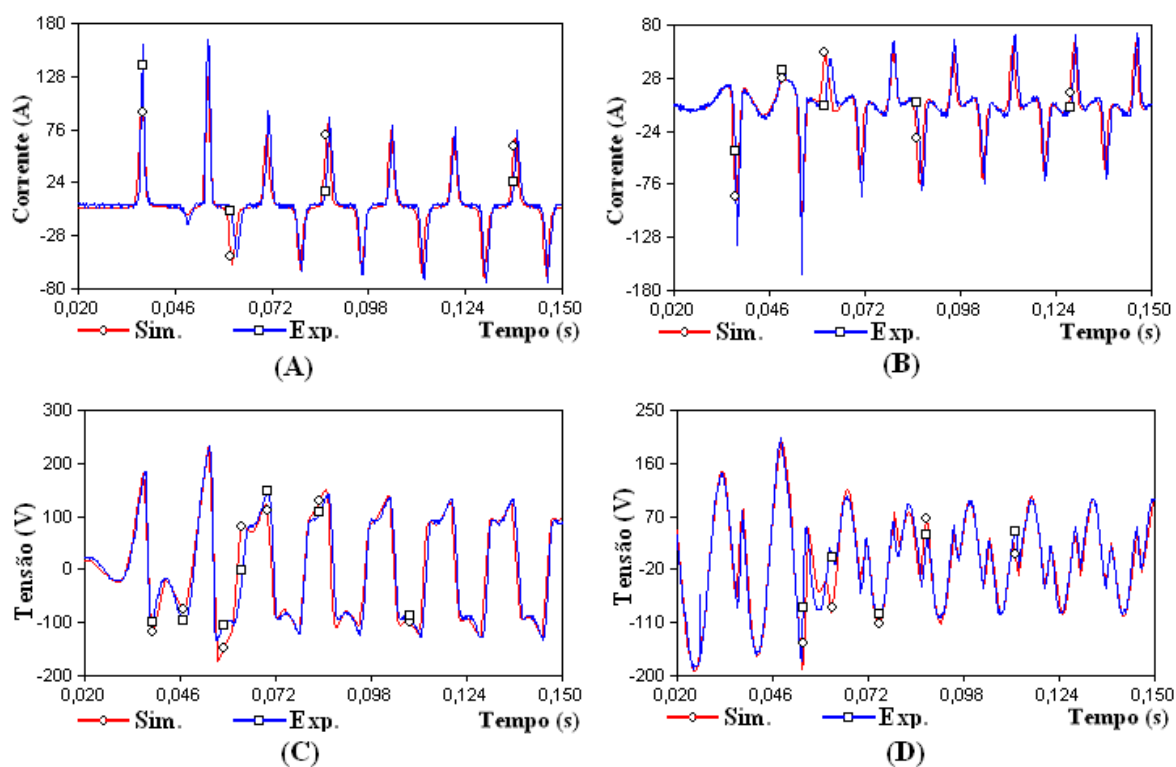 180
128
76
24
-28
-80
Corrente (A)
0,020 0,046 0,072 0,098 0,124 0,150
Sim. Exp. Tempo (s)
(A)
80
28
-24
-76
-128
-180
Corrente (A)
0,020 0,046 0,072 0,098 0,124 0,150
Sim. Exp. Tempo (s)
(B)
300
200
100
0
-100
-200
Tensão (V)
0,020 0,046 0,072 0,098 0,124 0,150
Sim. Exp. Tempo (s)
(C)
250
160
70
-20
-110
-200
Tensão (V)
0,020 0,046 0,072 0,098 0,124 0,150
Sim. Exp. Tempo (s)
(D)